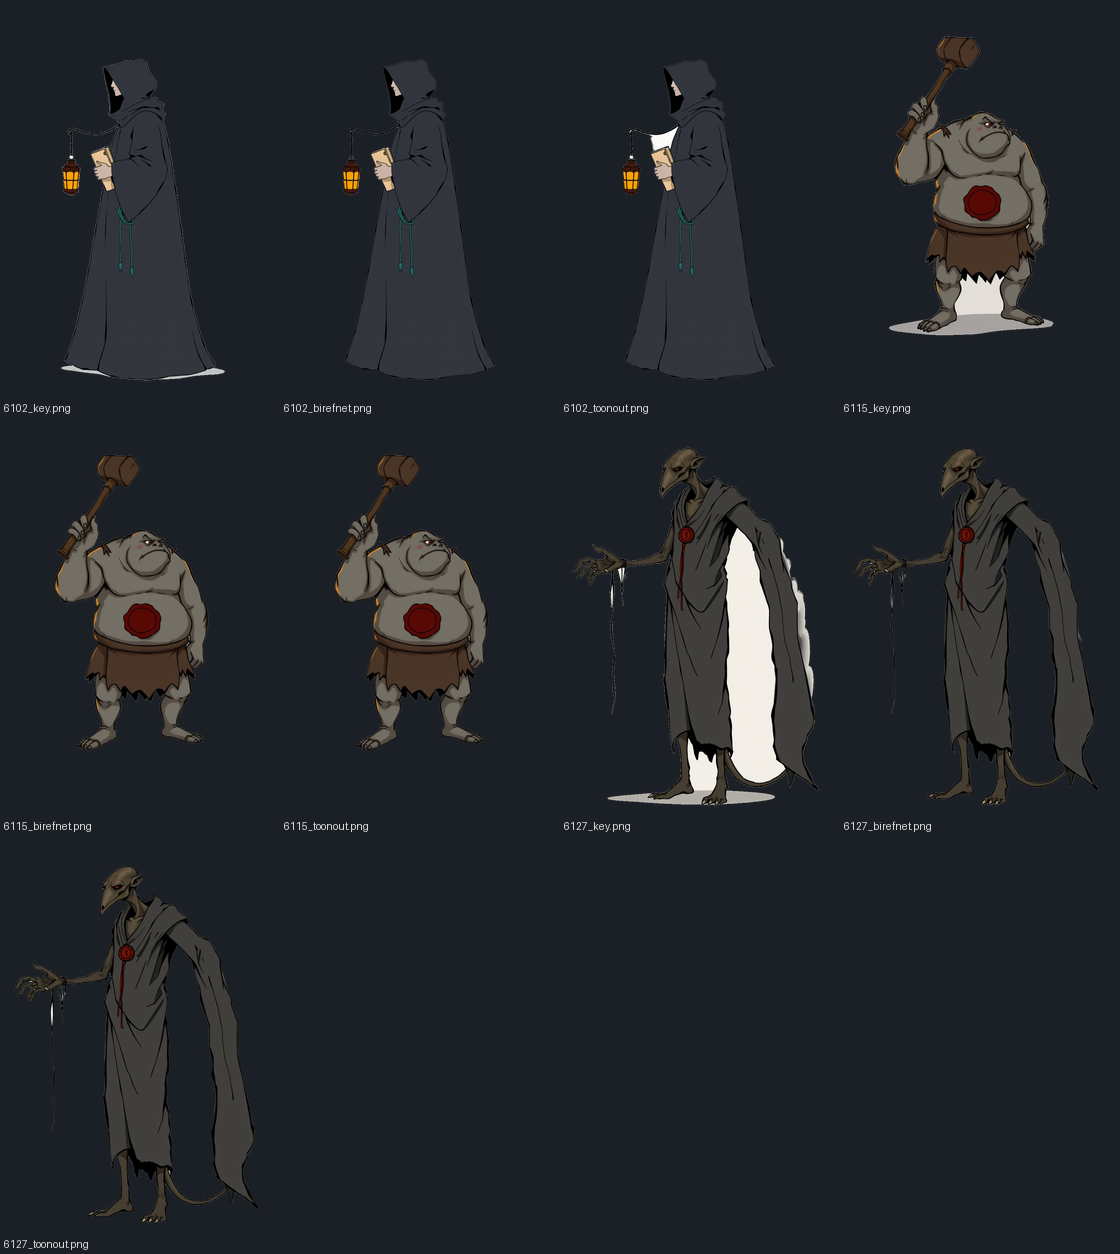 6102_key.png
6102_birefnet.png
6102_toonout.png
6115_key.png
6115_birefnet.png
6115_toonout.png
6127_key.png
6127_birefnet.png
6127_toonout.png